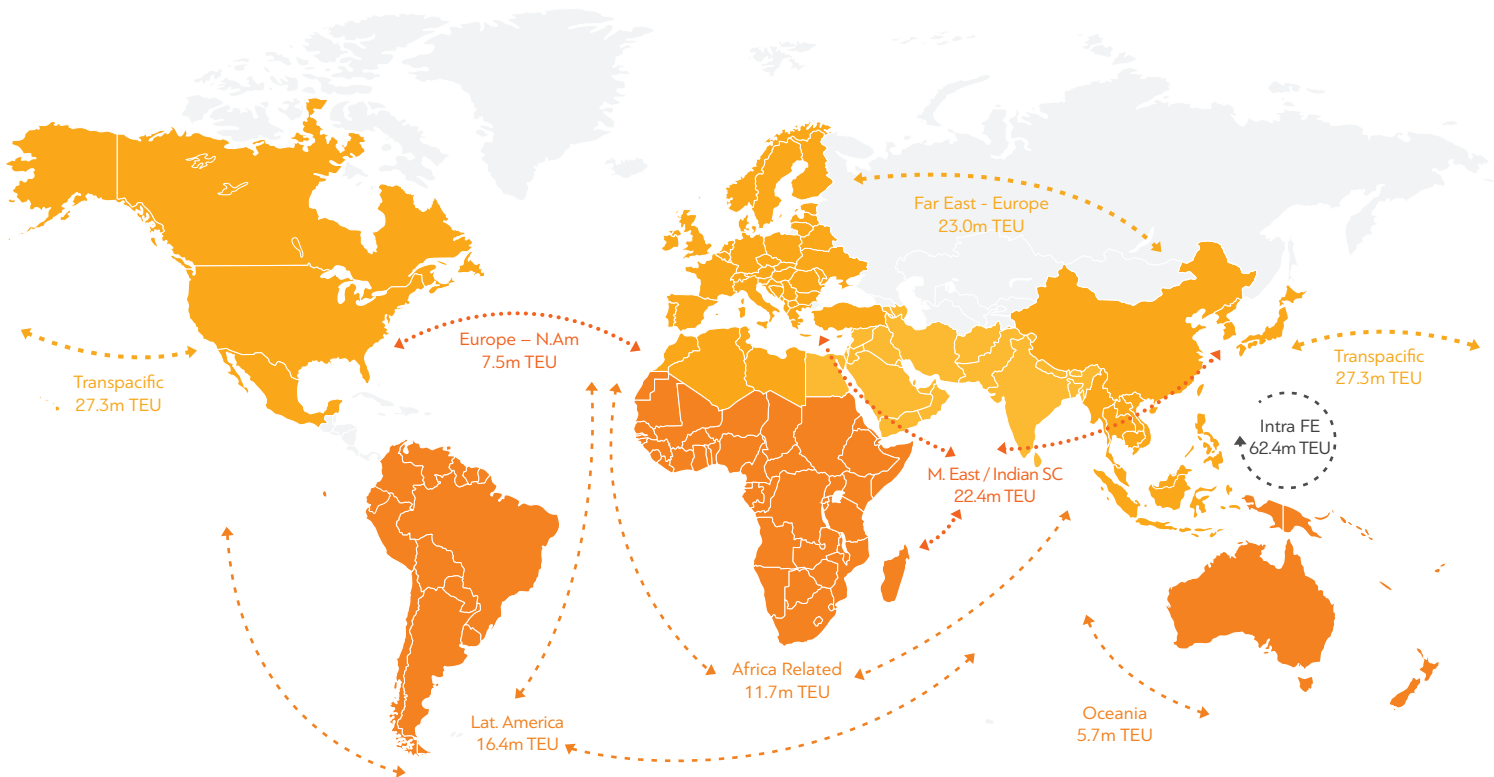 Far East - Europe
23.0m TEU
Europe – N.Am
7.5m TEU
Transpacific
27.3m TEU
Transpacific
27.3m TEU
Intra FE
62.4m TEU
M. East / Indian SC
22.4m TEU
Africa Related
11.7m TEU
Lat. America
16.4m TEU
Oceania
5.7m TEU